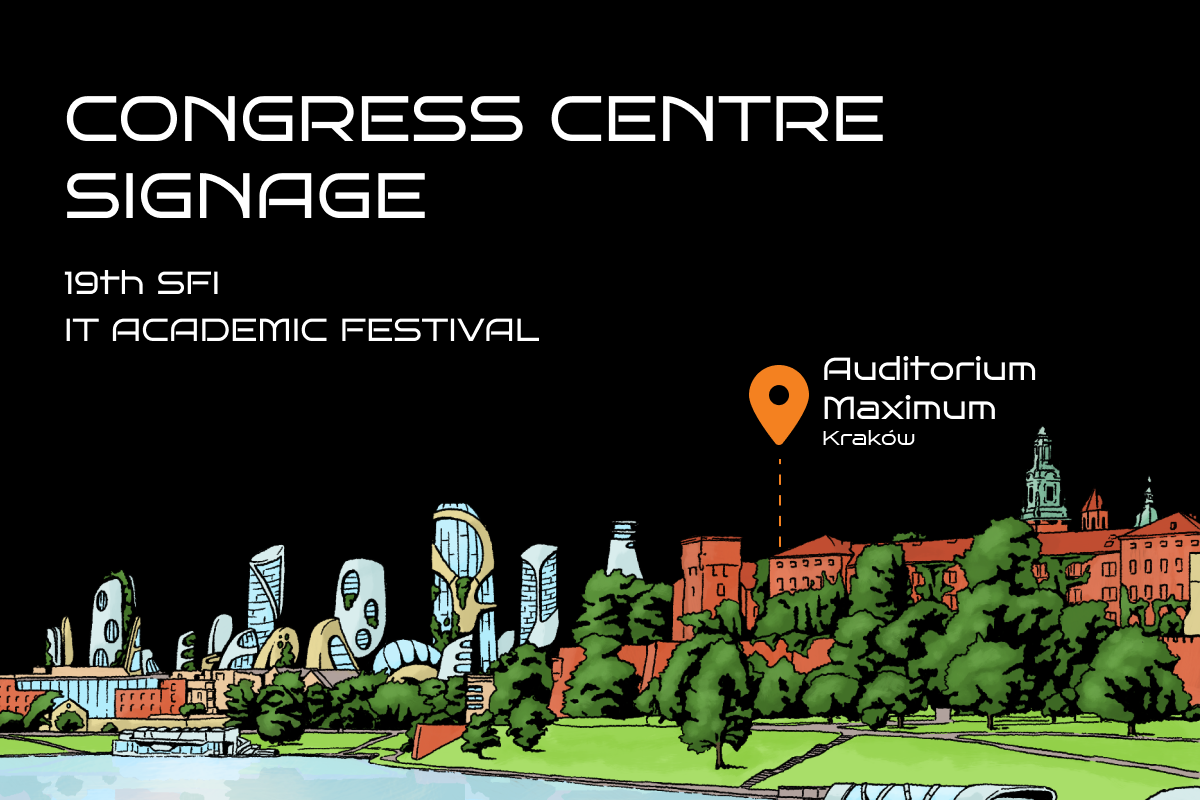 CONGRESS CENTRE
SIGNAGE
19th SFI
IT ACADEMIC FESTIVAL
Auditorium
Maximum
Kraków